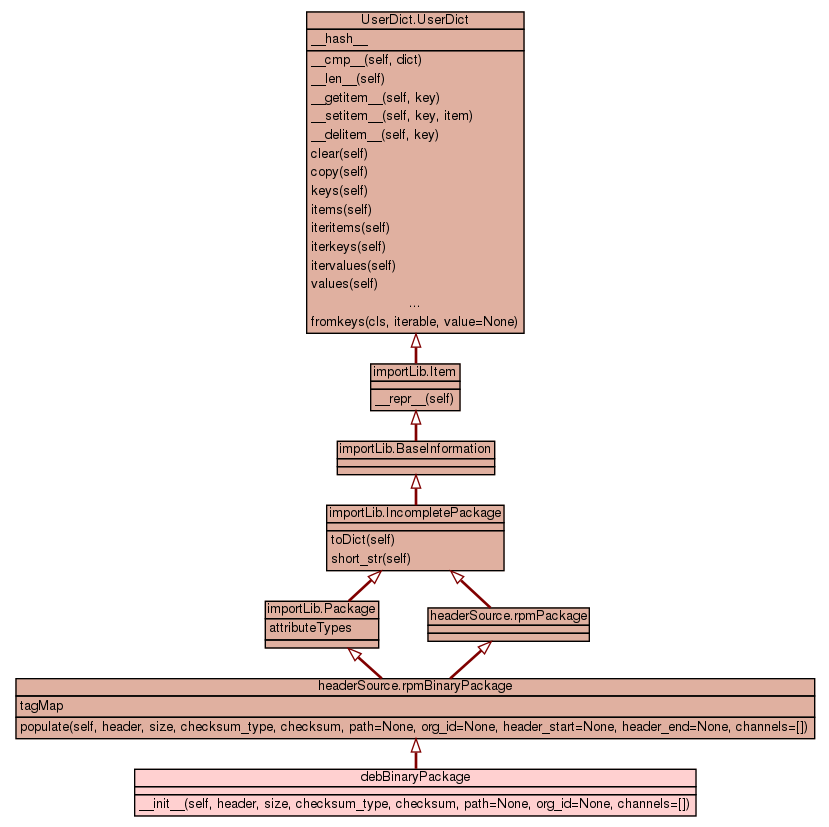 UserDict.UserDict
__hash__
__cmp__(self, dict)
__len__(self)
__getitem__(self, key)
__setitem__(self, key, item)
__delitem__(self, key)
clear(self)
copy(self)
keys(self)
items(self)
iteritems(self)
iterkeys(self)
itervalues(self)
values(self)
...
fromkeys(cls, iterable, value=None)
importLib.Item
__repr__(self)
importLib.BaseInformation
importLib.IncompletePackage
toDict(self)
short_str(self)
importLib.Package
attributeTypes
headerSource.rpmPackage
headerSource.rpmBinaryPackage
tagMap
populate(self, header, size, checksum_type, checksum, path=None, org_id=None, header_start=None, header_end=None, channels=[])
debBinaryPackage
__init__(self, header, size, checksum_type, checksum, path=None, org_id=None, channels=[])